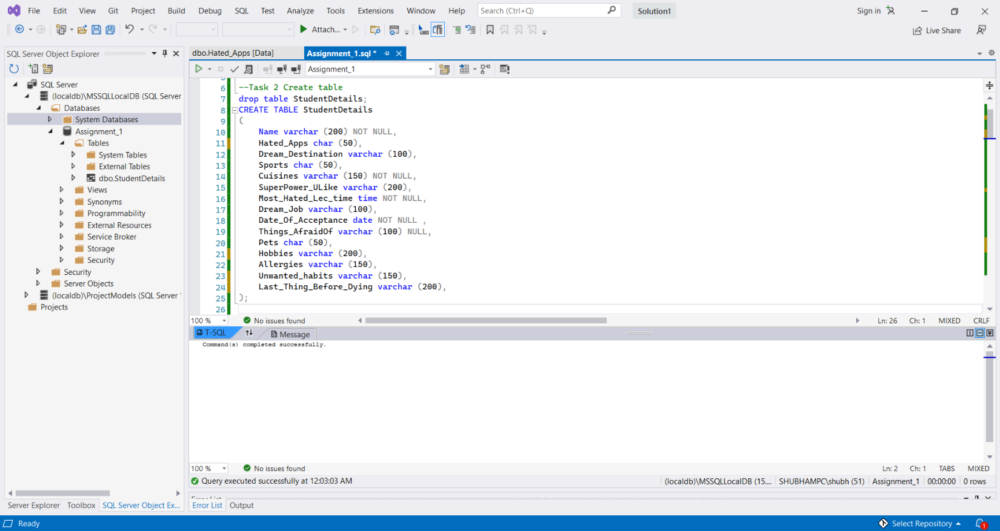 File Edit View Git Project Build Debug SQL Test Analyze Tools Extensions Window Help Search (Ctrl+Q) Solution1 Sign in
Attach... Live Share
SQL Server Object Explorer
SQL Server
(localdb)\MSSQLLocalDB (SQL Server
Databases
System Databases
Assignment_1
Tables
System Tables
External Tables
dbo.StudentDetails
Views
Synonyms
Programmability
External Resources
Service Broker
Storage
Security
Security
Server Objects
(localdb)\ProjectModels (SQL Server
Projects
Server Explorer Toolbox SQL Server Object Ex...
dbo.Hated_Apps [Data] Assignment_1.sql *
Assignment_1
6 --Task 2 Create table
7 drop table StudentDetails;
8 CREATE TABLE StudentDetails
9 (
10 Name varchar (200) NOT NULL,
11 Hated_Apps char (50),
12 Dream_Destination varchar (100),
13 Sports char (50),
14 Cuisines varchar (150) NOT NULL,
15 SuperPower_ULike varchar (200),
16 Most_Hated_Lec_time time NOT NULL,
17 Dream_Job varchar (100),
18 Date_Of_Acceptance date NOT NULL ,
19 Things_AfraidOf varchar (100) NULL,
20 Pets char (50),
21 Hobbies varchar (200),
22 Allergies varchar (150),
23 Unwanted_habits varchar (150),
24 Last_Thing_Before_Dying varchar (200),
25 );
26
100 % No issues found Ln: 26 Ch: 1 MIXED CRLF
T-SQL Message
Command(s) completed successfully.
100 % No issues found Ln: 2 Ch: 1 TABS MIXED
Query executed successfully at 12:03:03 AM (localdb)\MSSQLLocalDB (15.... SHUBHAMPC\shubh (51) Assignment_1 00:00:00 0 rows
Error List Output
Ready Select Repository 1